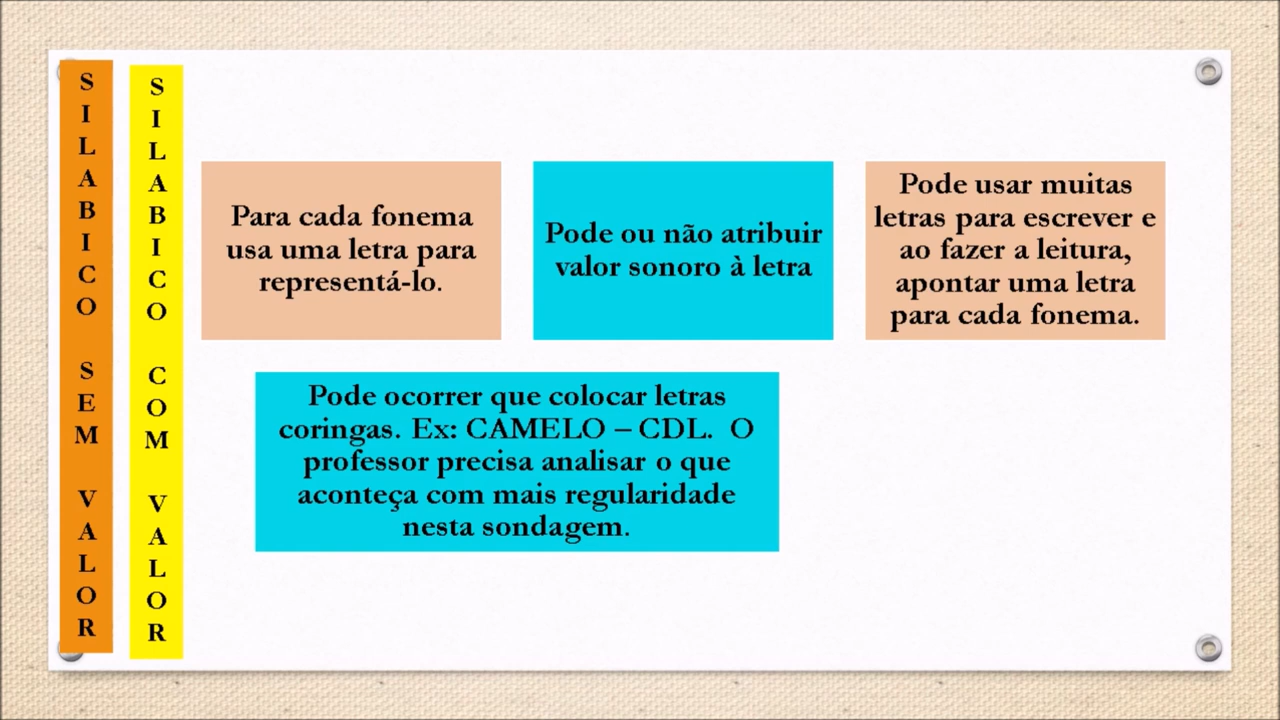 SILABICO SEM VALOR
SILABICO COM VALOR
Para cada fonema
usa uma letra para
representá-lo.
Pode ou não atribuir
valor sonoro à letra
Pode usar muitas
letras para escrever e
ao fazer a leitura,
apontar uma letra
para cada fonema.
Pode ocorrer que colocar letras
coringas. Ex: CAMELO – CDL. O
professor precisa analisar o que
aconteça com mais regularidade
nesta sondagem.